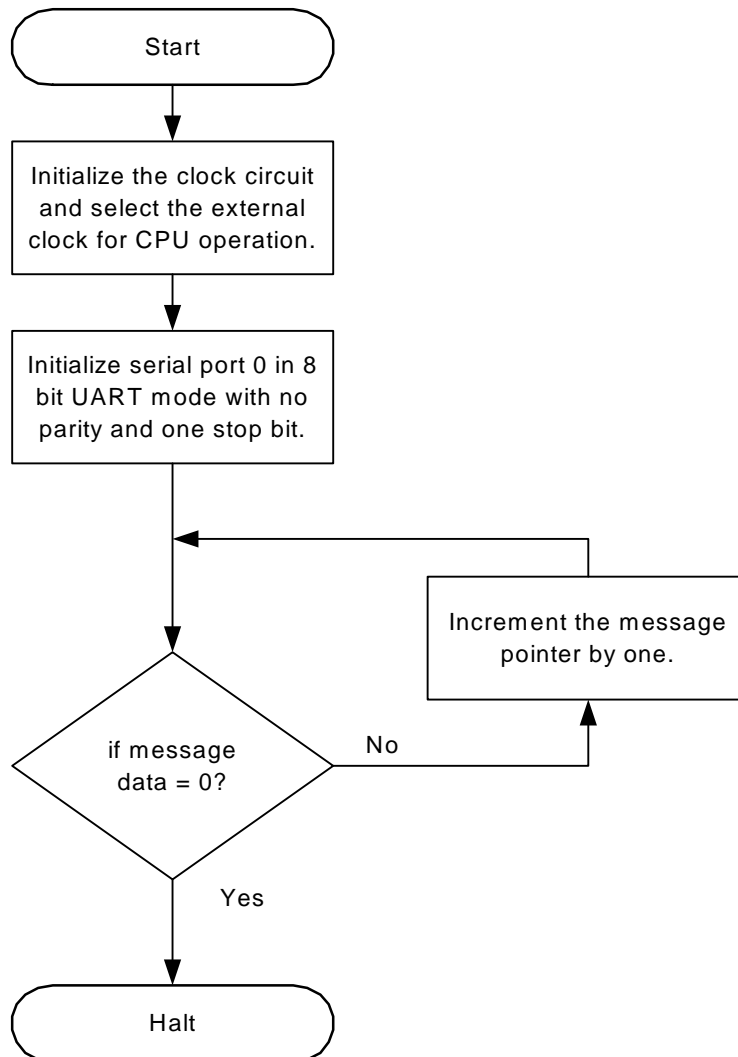 Start
Initialize the clock circuit
and select the external
clock for CPU operation.
Initialize serial port 0 in 8
bit UART mode with no
parity and one stop bit.
Increment the message
pointer by one.
if message
data = 0?
No
Yes
Halt